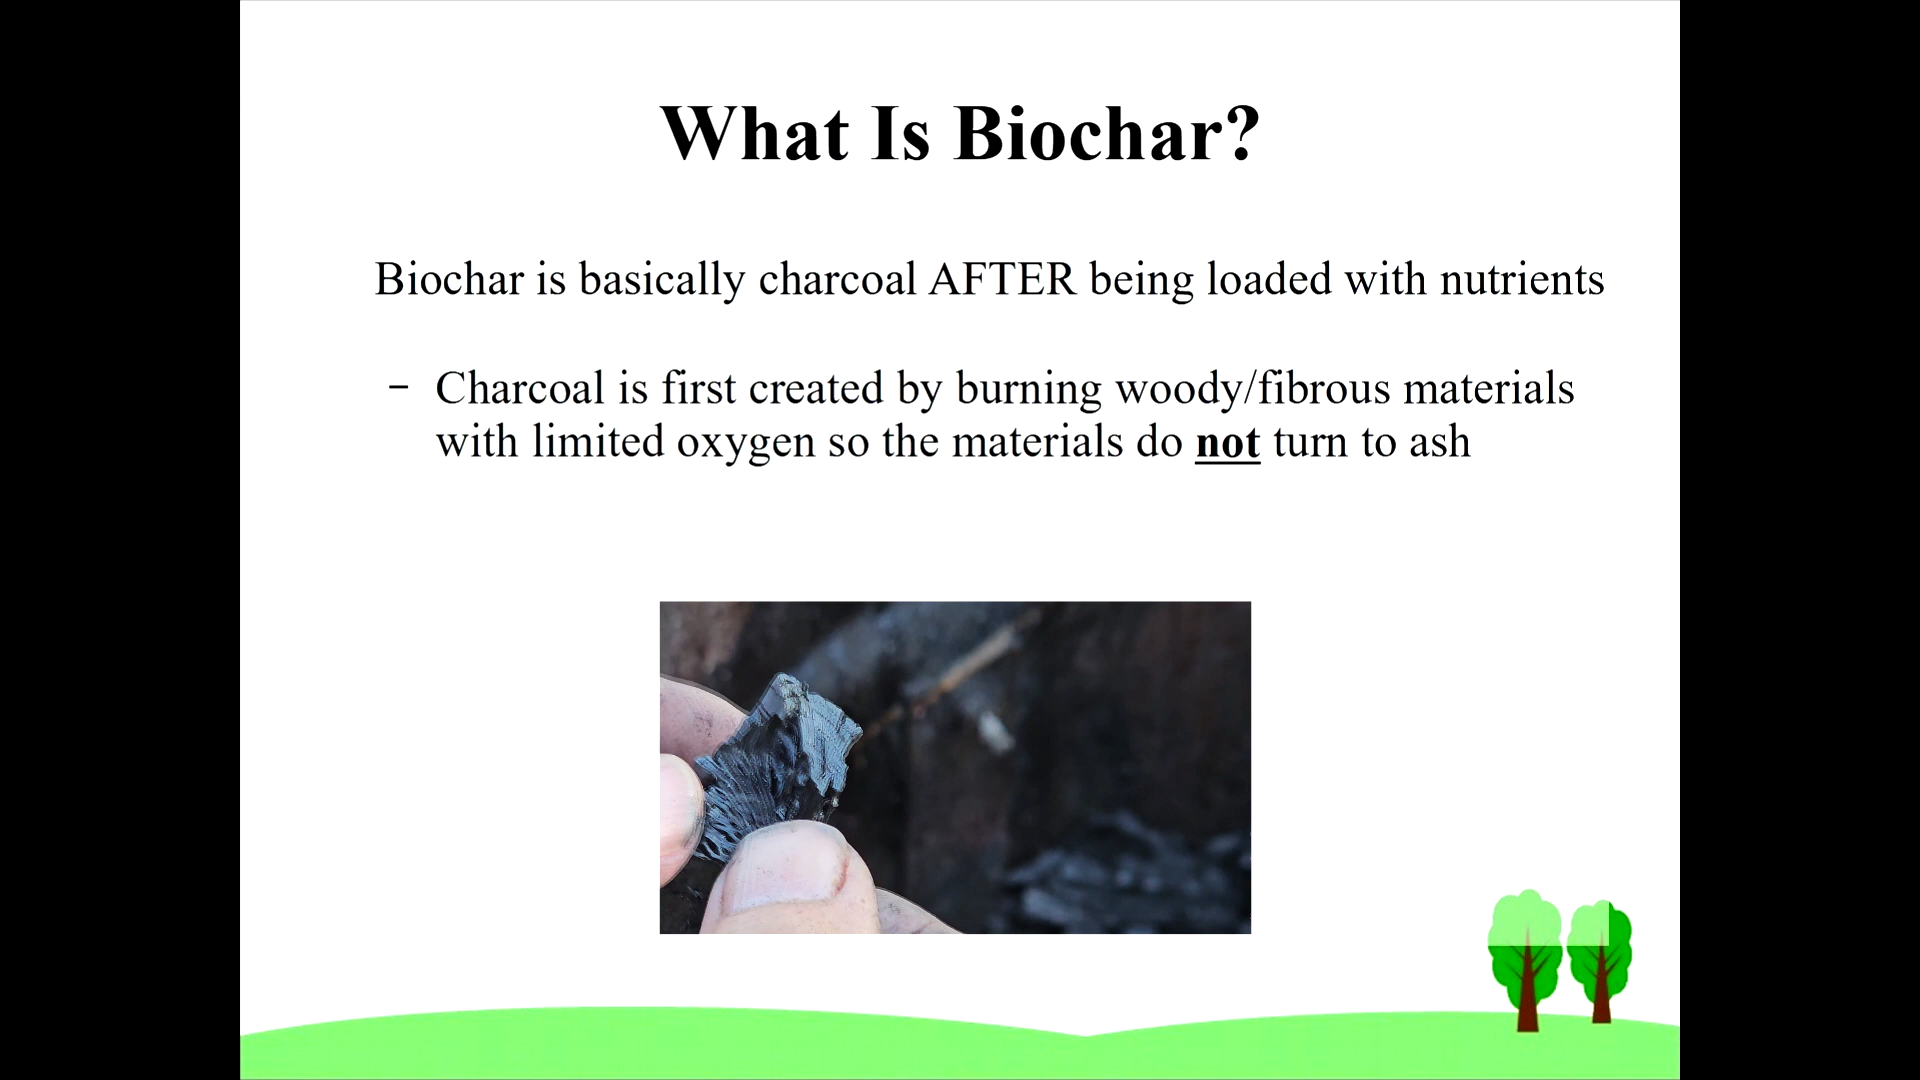 What Is Biochar?
Biochar is basically charcoal AFTER being loaded with nutrients
– Charcoal is first created by burning woody/fibrous materials
with limited oxygen so the materials do not turn to ash